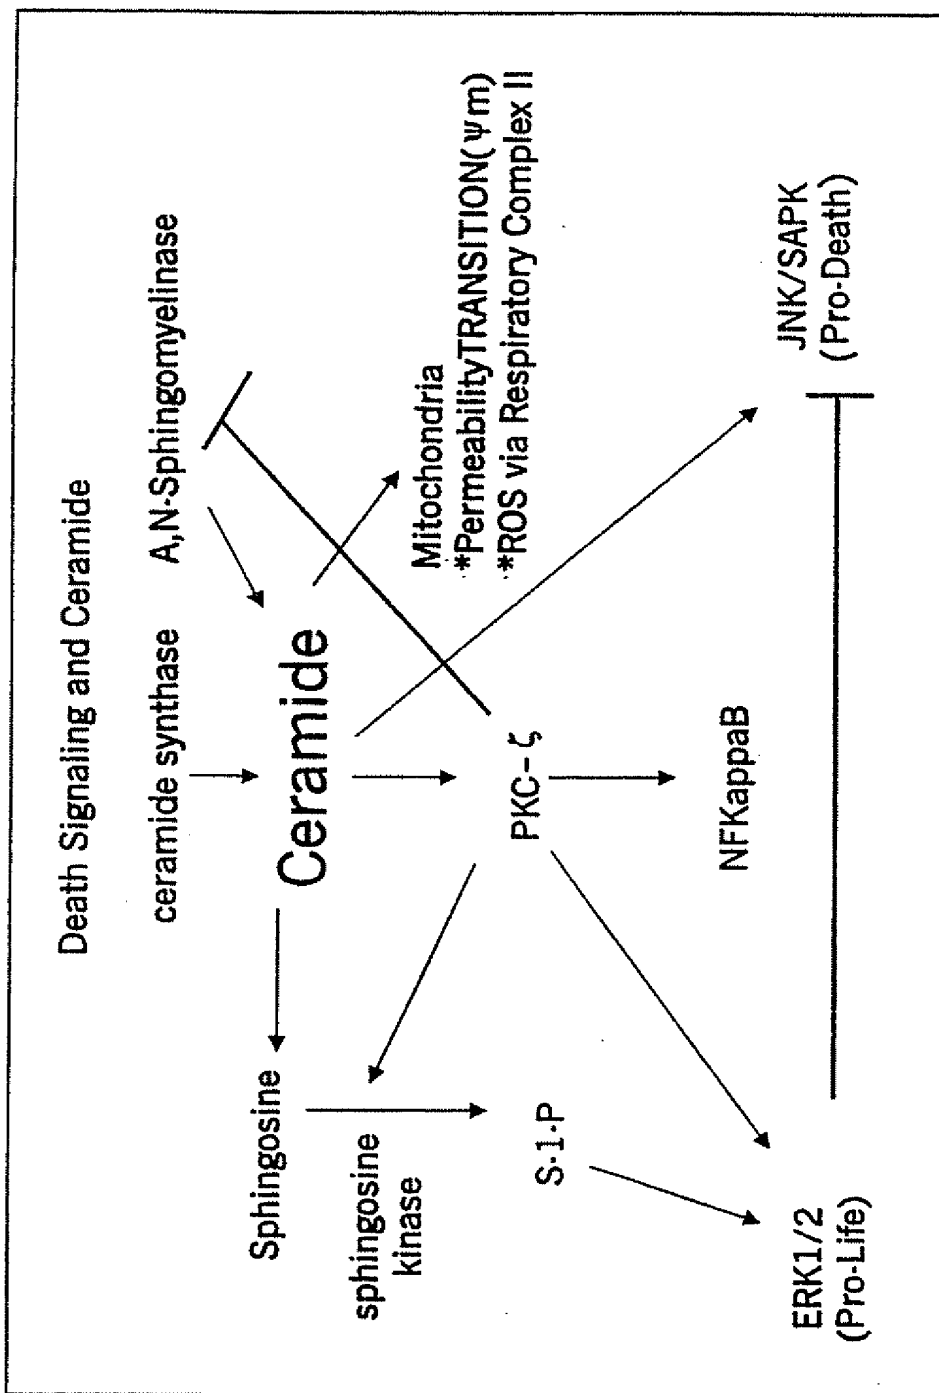 Death Signaling and Ceramide
ceramide synthase
A,N-Sphingomyelinase
Sphingosine
Ceramide
sphingosine
kinase
Mitochondria
*PermeabilityTRANSITION(ψm)
*ROS via Respiratory Complex II
S-1-P
PKC-ζ
NFKappaB
ERK1/2
(Pro-Life)
JNK/SAPK
(Pro-Death)